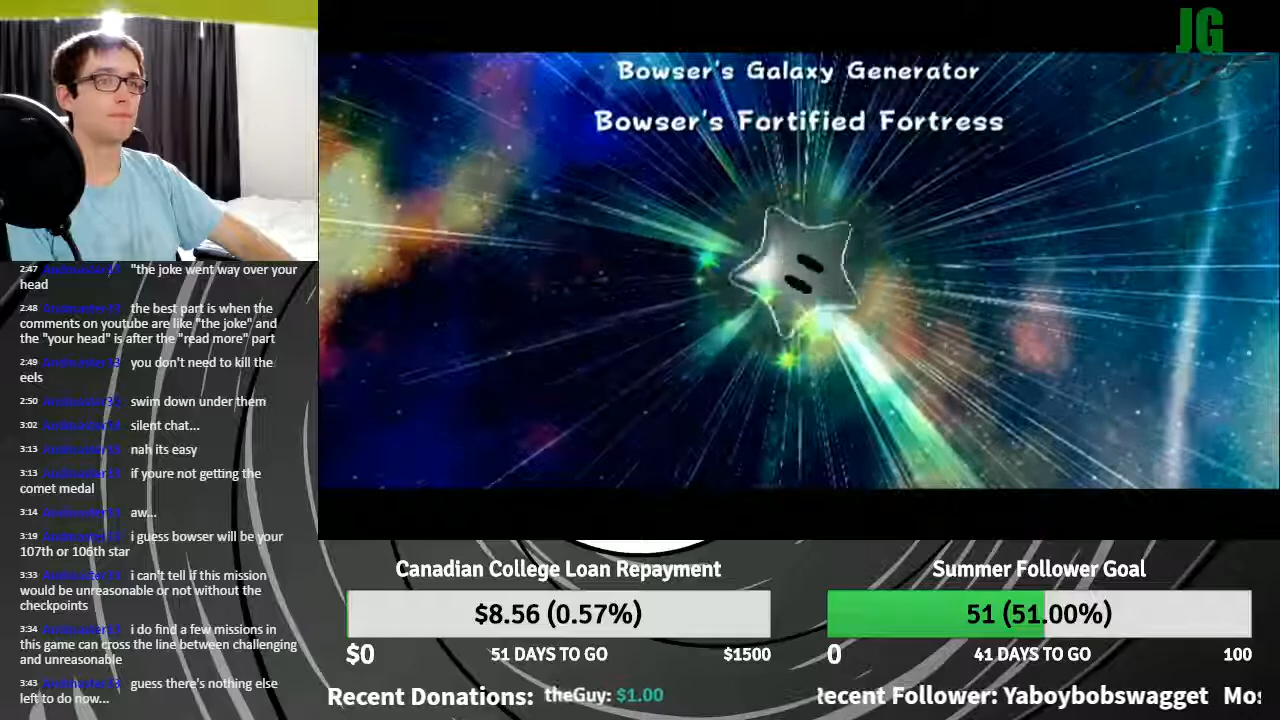 JG
Bowser's Galaxy Generator
Bowser's Fortified Fortress
2:47 "the joke went way over your
head
2:48 the best part is when the
comments on youtube are like "the joke" and
the "your head" is after the "read more" part
2:49 you don't need to kill the
eels
2:50 swim down under them
3:02 silent chat...
3:13 nah its easy
3:13 if youre not getting the
comet medal
3:14 aw...
3:19 i guess bowser will be your
107th or 106th star
3:33 i can't tell if this mission
would be unreasonable or not without the
checkpoints
3:34 i do find a few missions in
this game can cross the line between challenging
and unreasonable
3:43 guess there's nothing else
left to do now...
Canadian College Loan Repayment
$8.56 (0.57%)
$0 51 DAYS TO GO $1500
Summer Follower Goal
51 (51.00%)
0 41 DAYS TO GO 100
Recent Donations: theGuy: $1.00
Recent Follower: Yaboybobswagget Mos